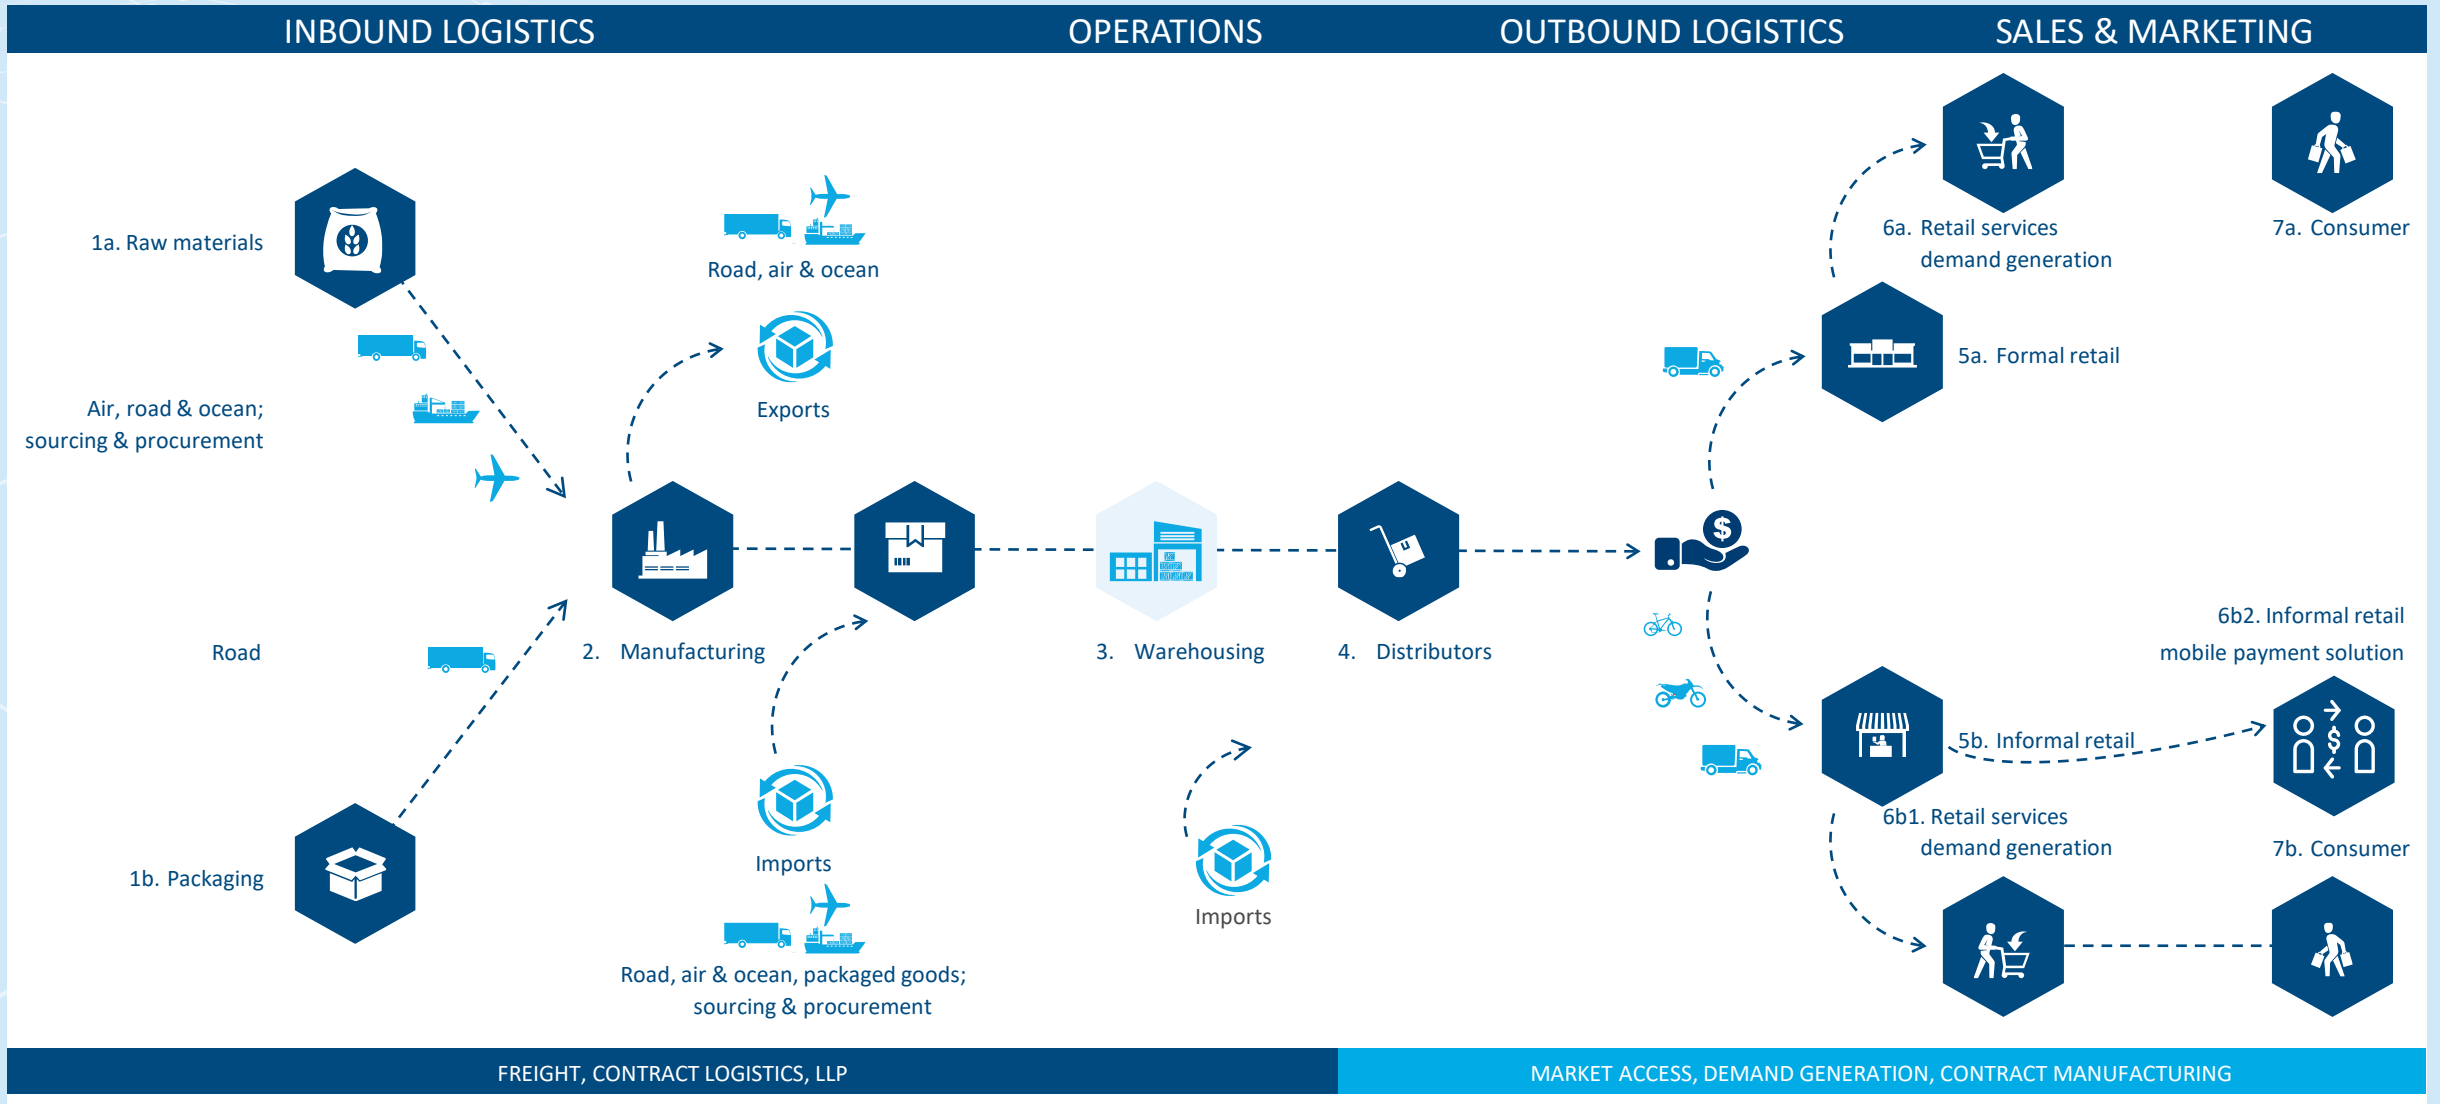 INBOUND LOGISTICS
OPERATIONS
OUTBOUND LOGISTICS
SALES & MARKETING
1a. Raw materials
Air, road & ocean;
sourcing & procurement
Road
1b. Packaging
Road, air & ocean
Exports
2. Manufacturing
Imports
Road, air & ocean, packaged goods;
sourcing & procurement
3. Warehousing
Imports
4. Distributors
$
5a. Formal retail
6a. Retail services
demand generation
7a. Consumer
5b. Informal retail
6b2. Informal retail
mobile payment solution
$
6b1. Retail services
demand generation
7b. Consumer
FREIGHT, CONTRACT LOGISTICS, LLP
MARKET ACCESS, DEMAND GENERATION, CONTRACT MANUFACTURING